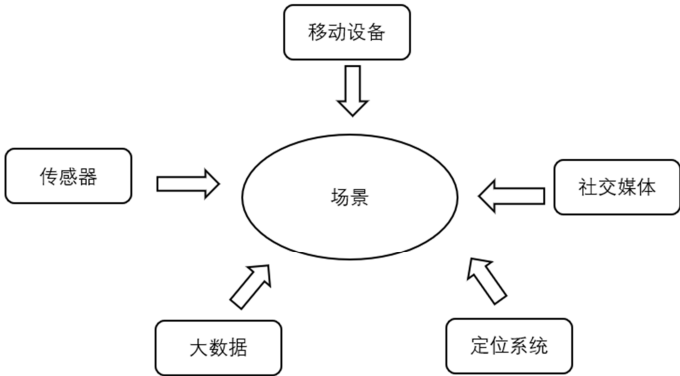 移动设备
传感器
场景
社交媒体
大数据
定位系统